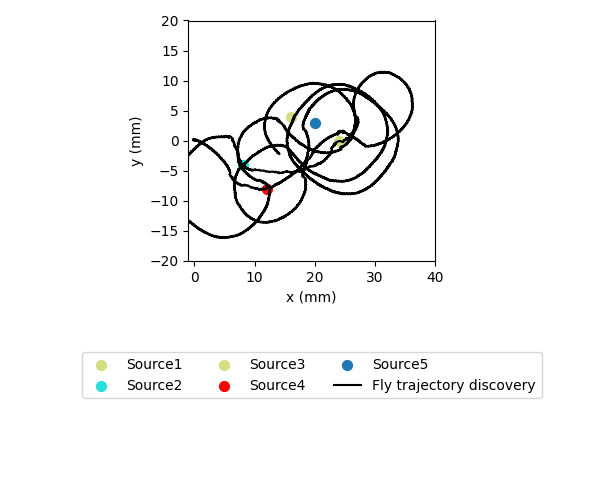 20
15
10
5
0
−5
−10
−15
−20
y (mm)
0 10 20 30 40
x (mm)
Source1 Source3 Source5
Source2 Source4 Fly trajectory discovery